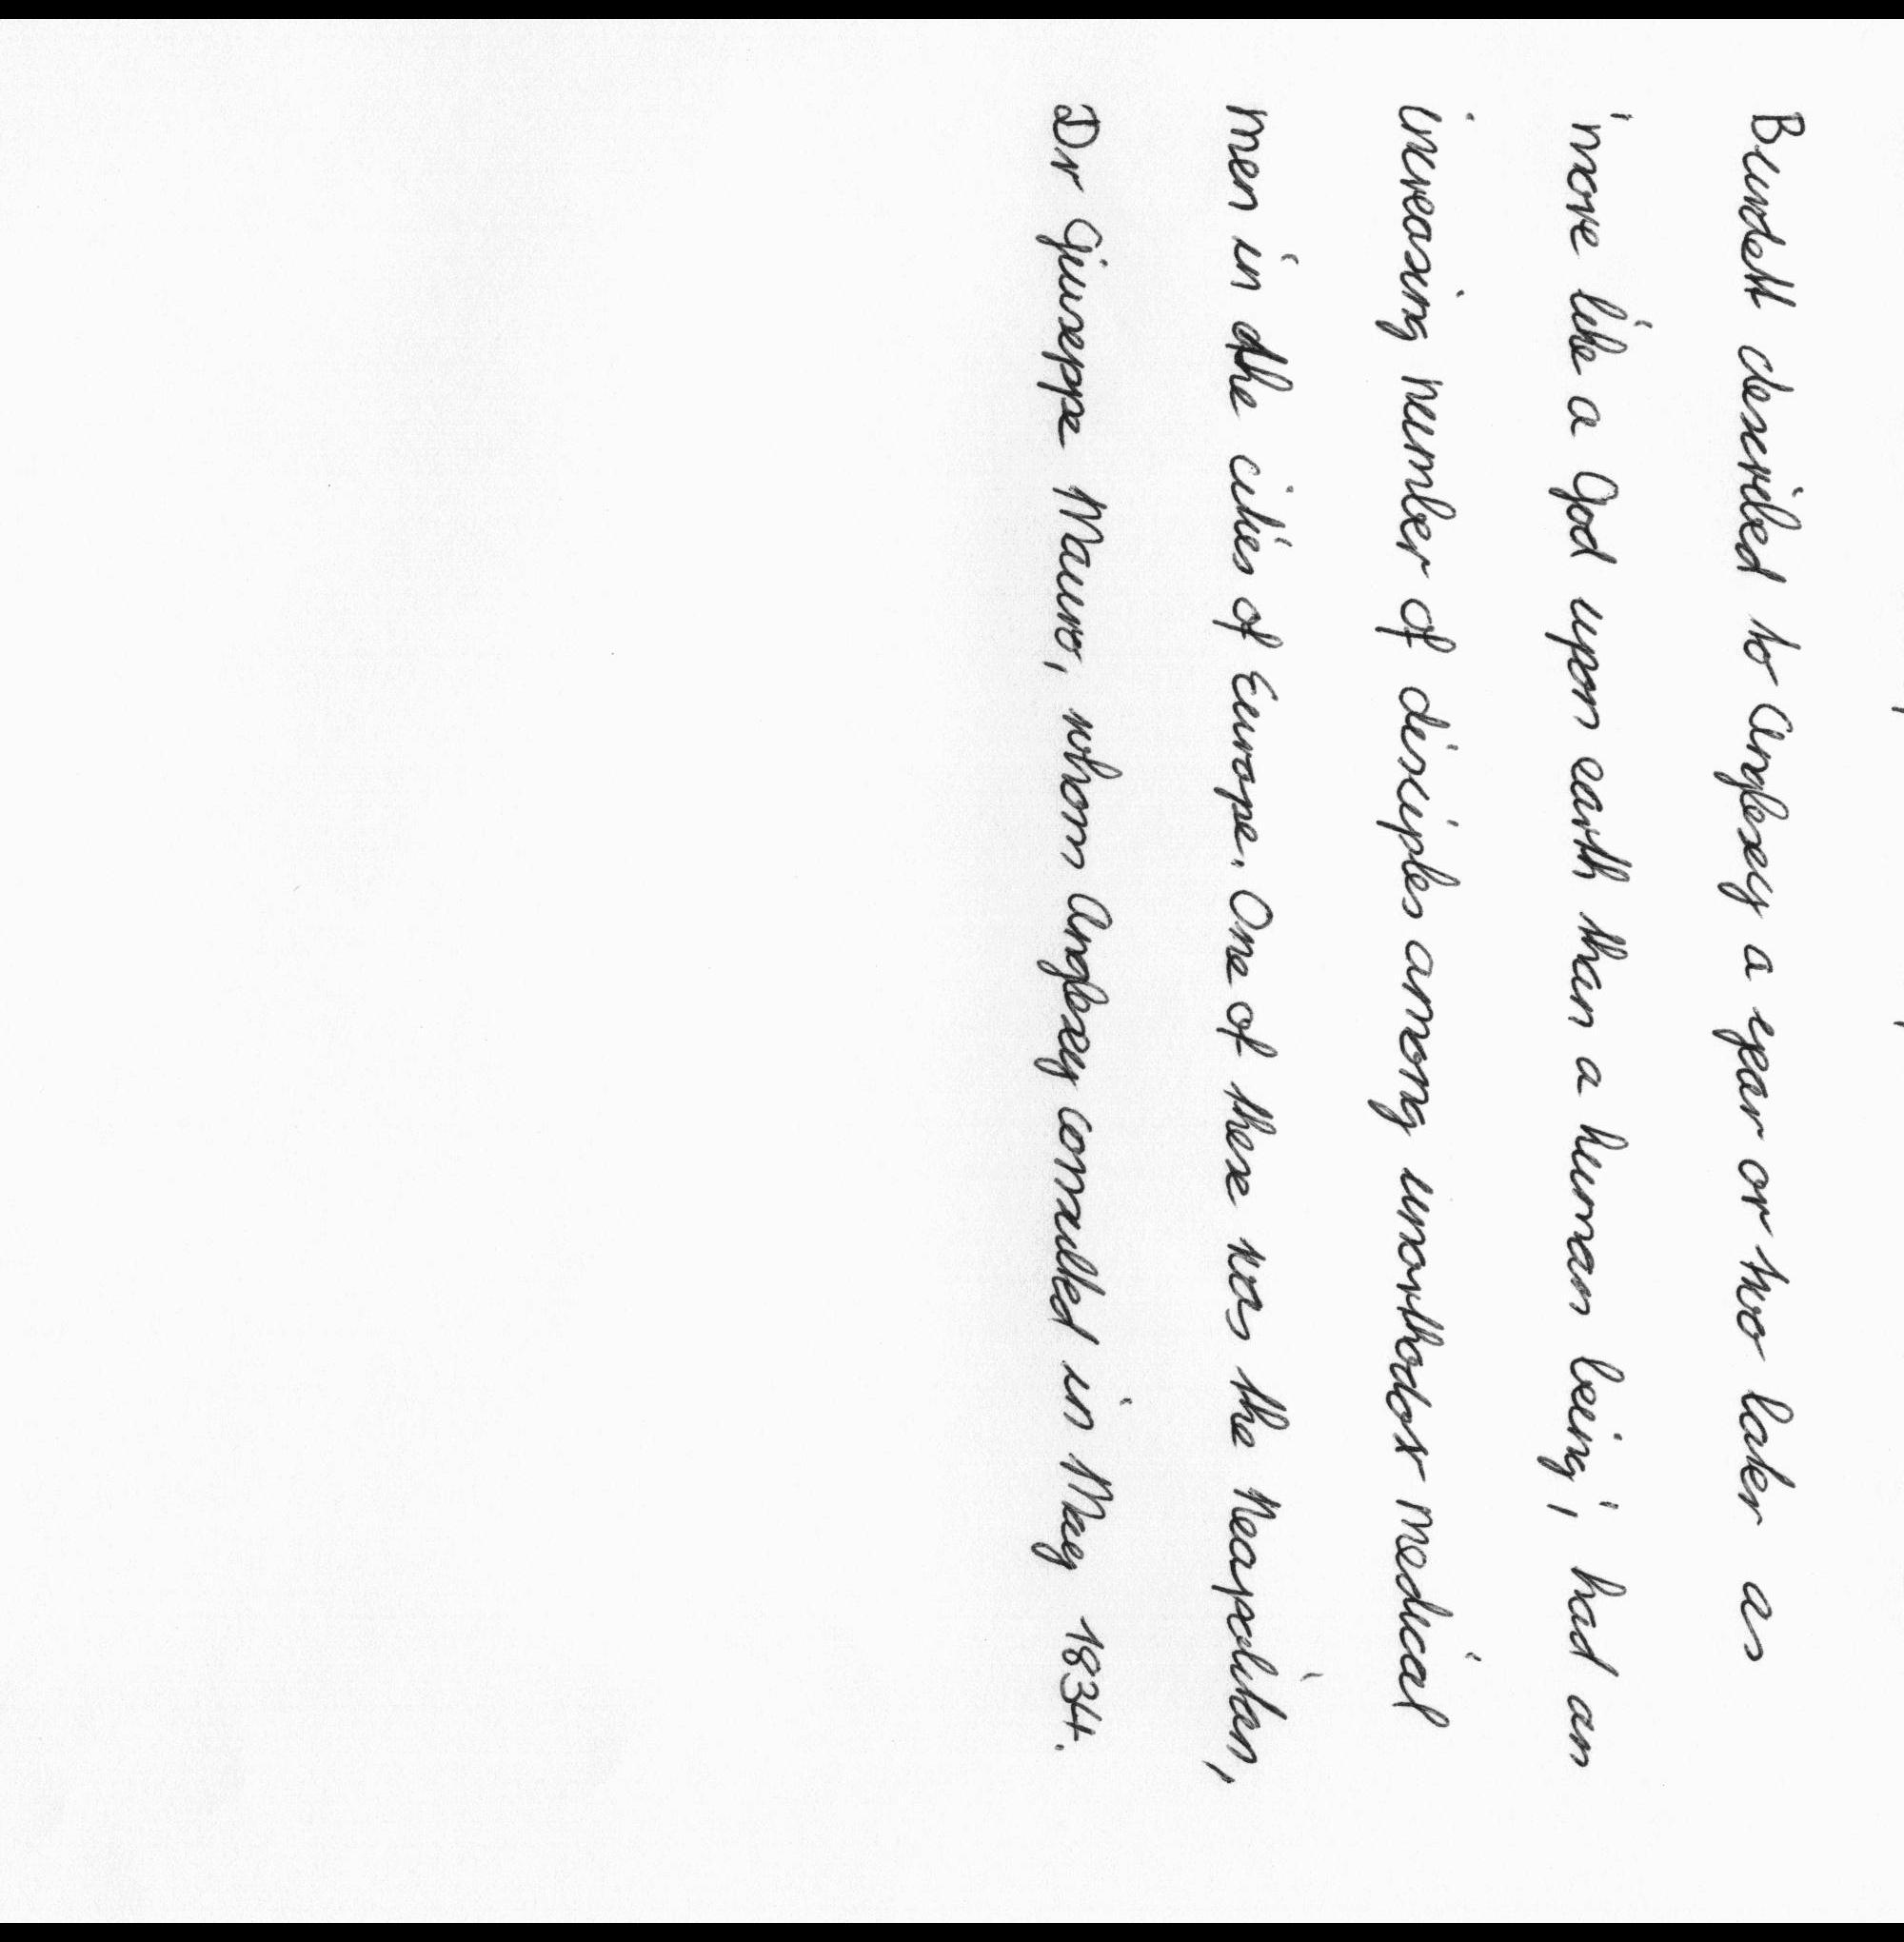 Burdett described to Anglesey a year or two later as
'more like a God upon earth than a human being', had an
increasing number of disciples among unorthodox medical
men in the cities of Europe. One of these was the Neapolitan,
Dr Giuseppe Mauro, whom Anglesey consulted in May 1834.